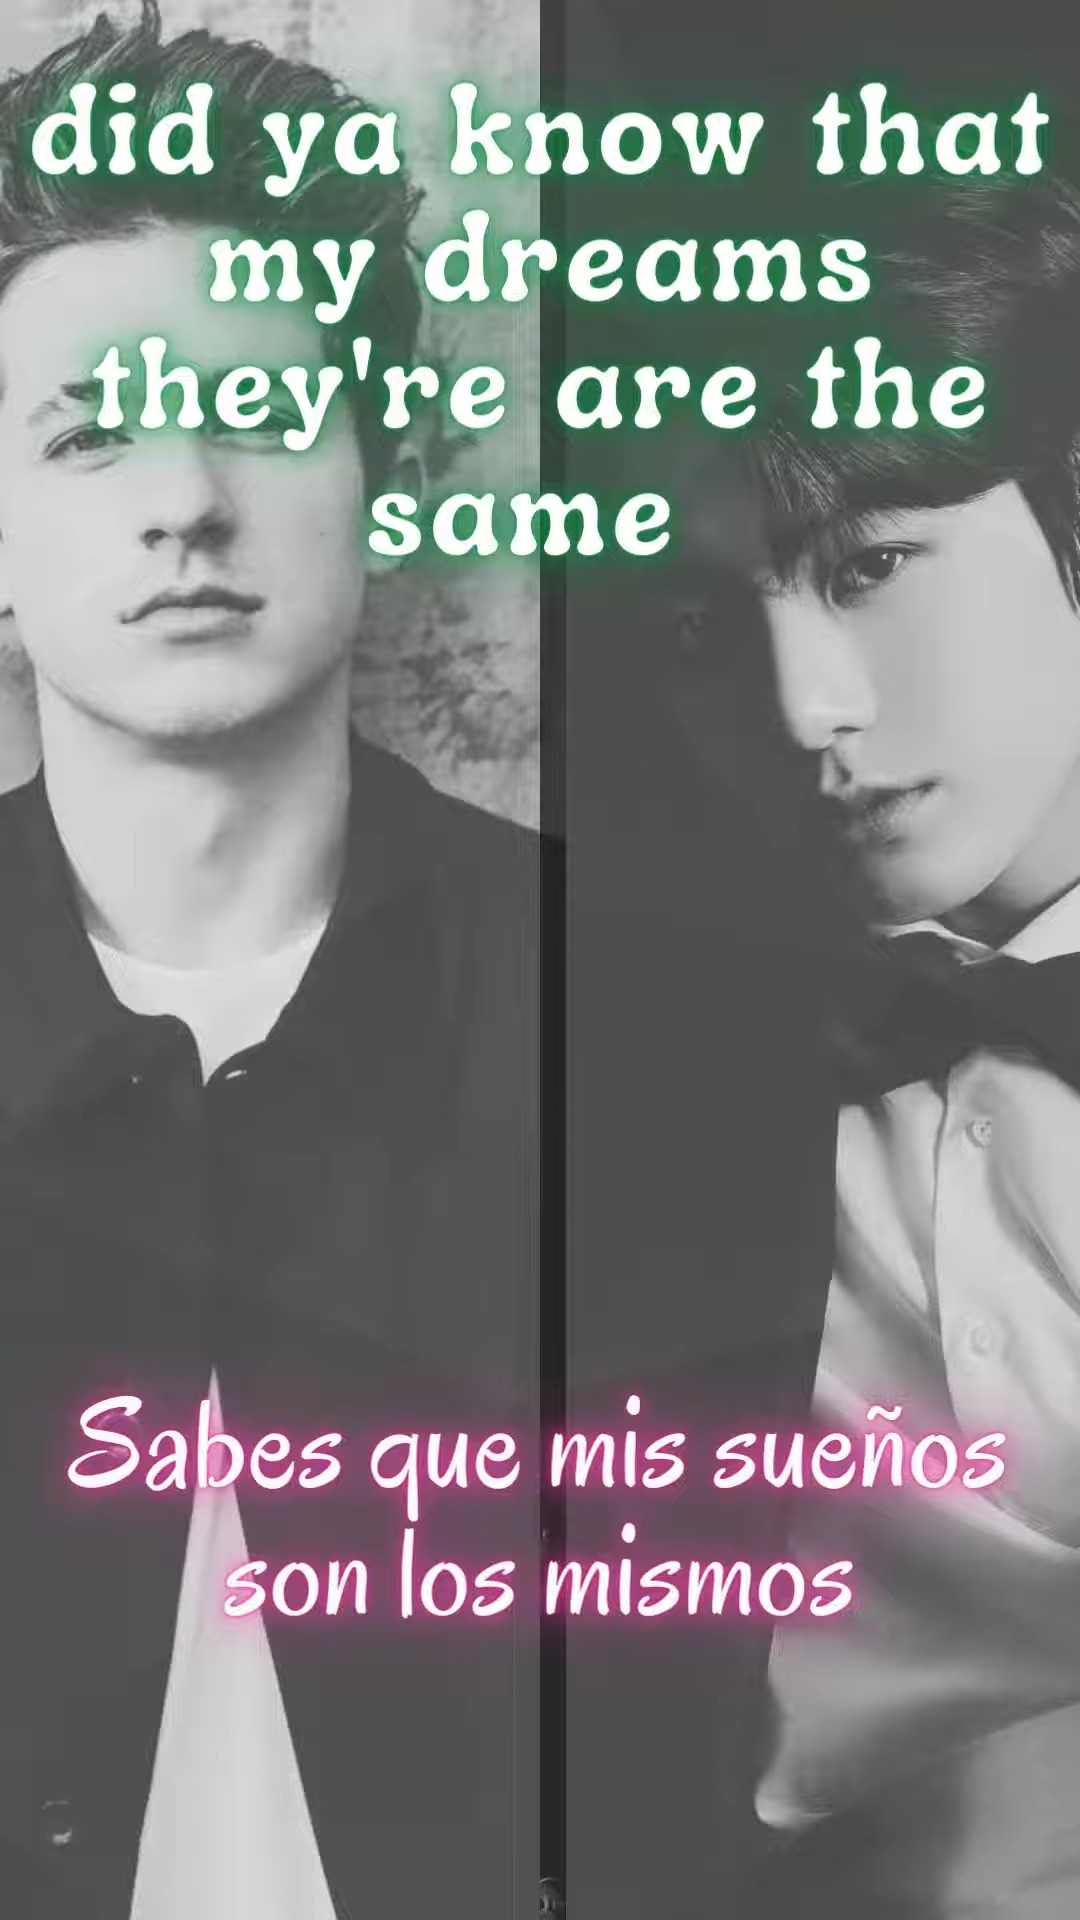 did ya know that
my dreams
they're are the
same
Sabes que mis sueños
son los mismos